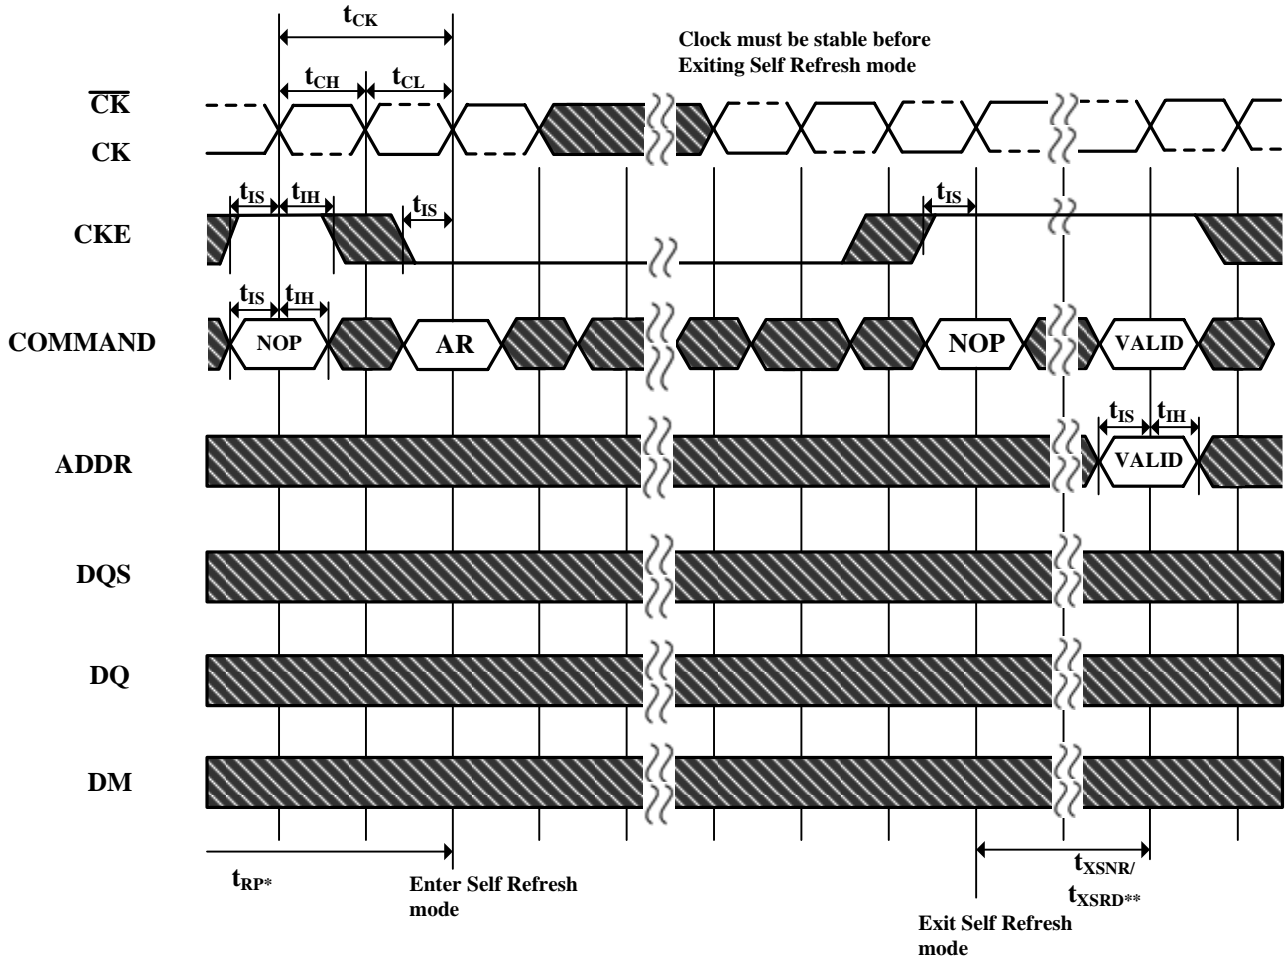 tCK
Clock must be stable before
Exiting Self Refresh mode
tCH tCL
CK
CK
tIS tIH tIS tIS
CKE
tIS tIH
COMMAND NOP AR NOP VALID
tIS tIH
ADDR VALID
DQS
DQ
DM
tRP*
Enter Self Refresh
mode
tXSNR/
tXSRD**
Exit Self Refresh
mode